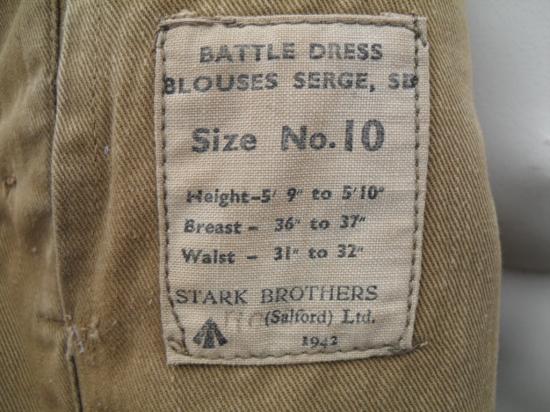 BATTLE DRESS
BLOUSES SERGE, SD
Size No. 10
Height-5' 9" to 5'10"
Breast - 36" to 37"
Waist - 31" to 32"
STARK BROTHERS
(Salford) Ltd.
1942